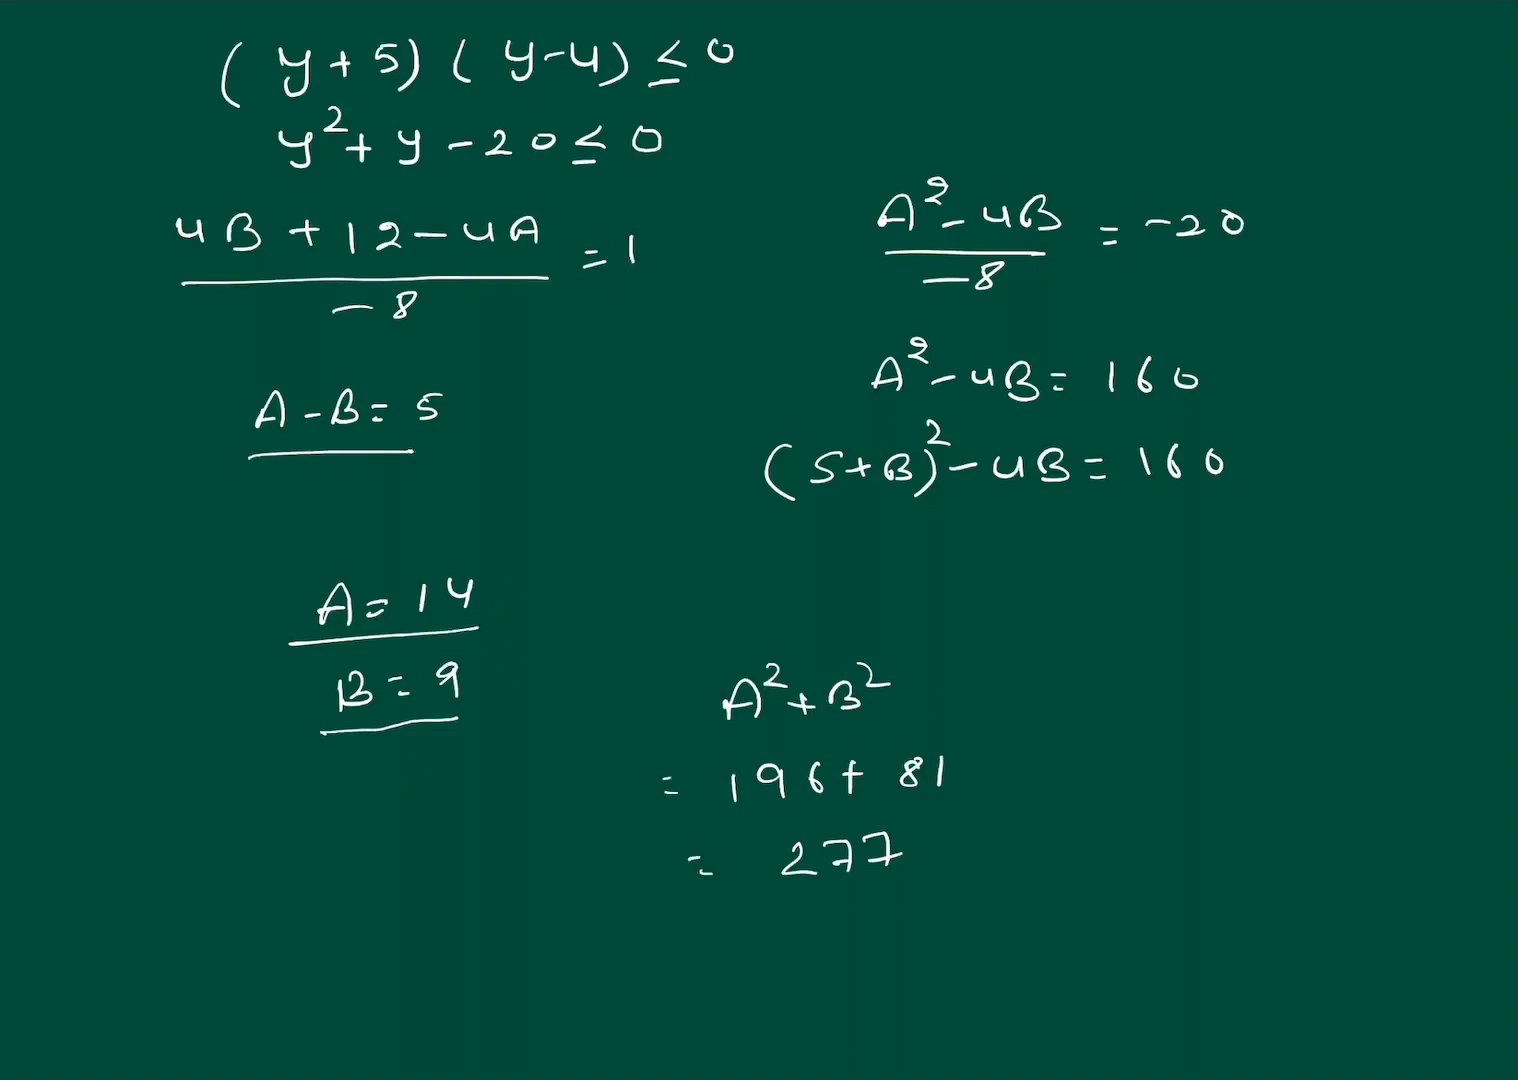 (y+5)(y-4) ≤ 0
y²+y-20 ≤ 0
(4B+12-4A)/-8 = 1
A-B=5
A=14
B=9
(A²-4B)/-8 = -20
A²-4B=160
(5+B)²-4B=160
A²+B²
= 196+81
= 277